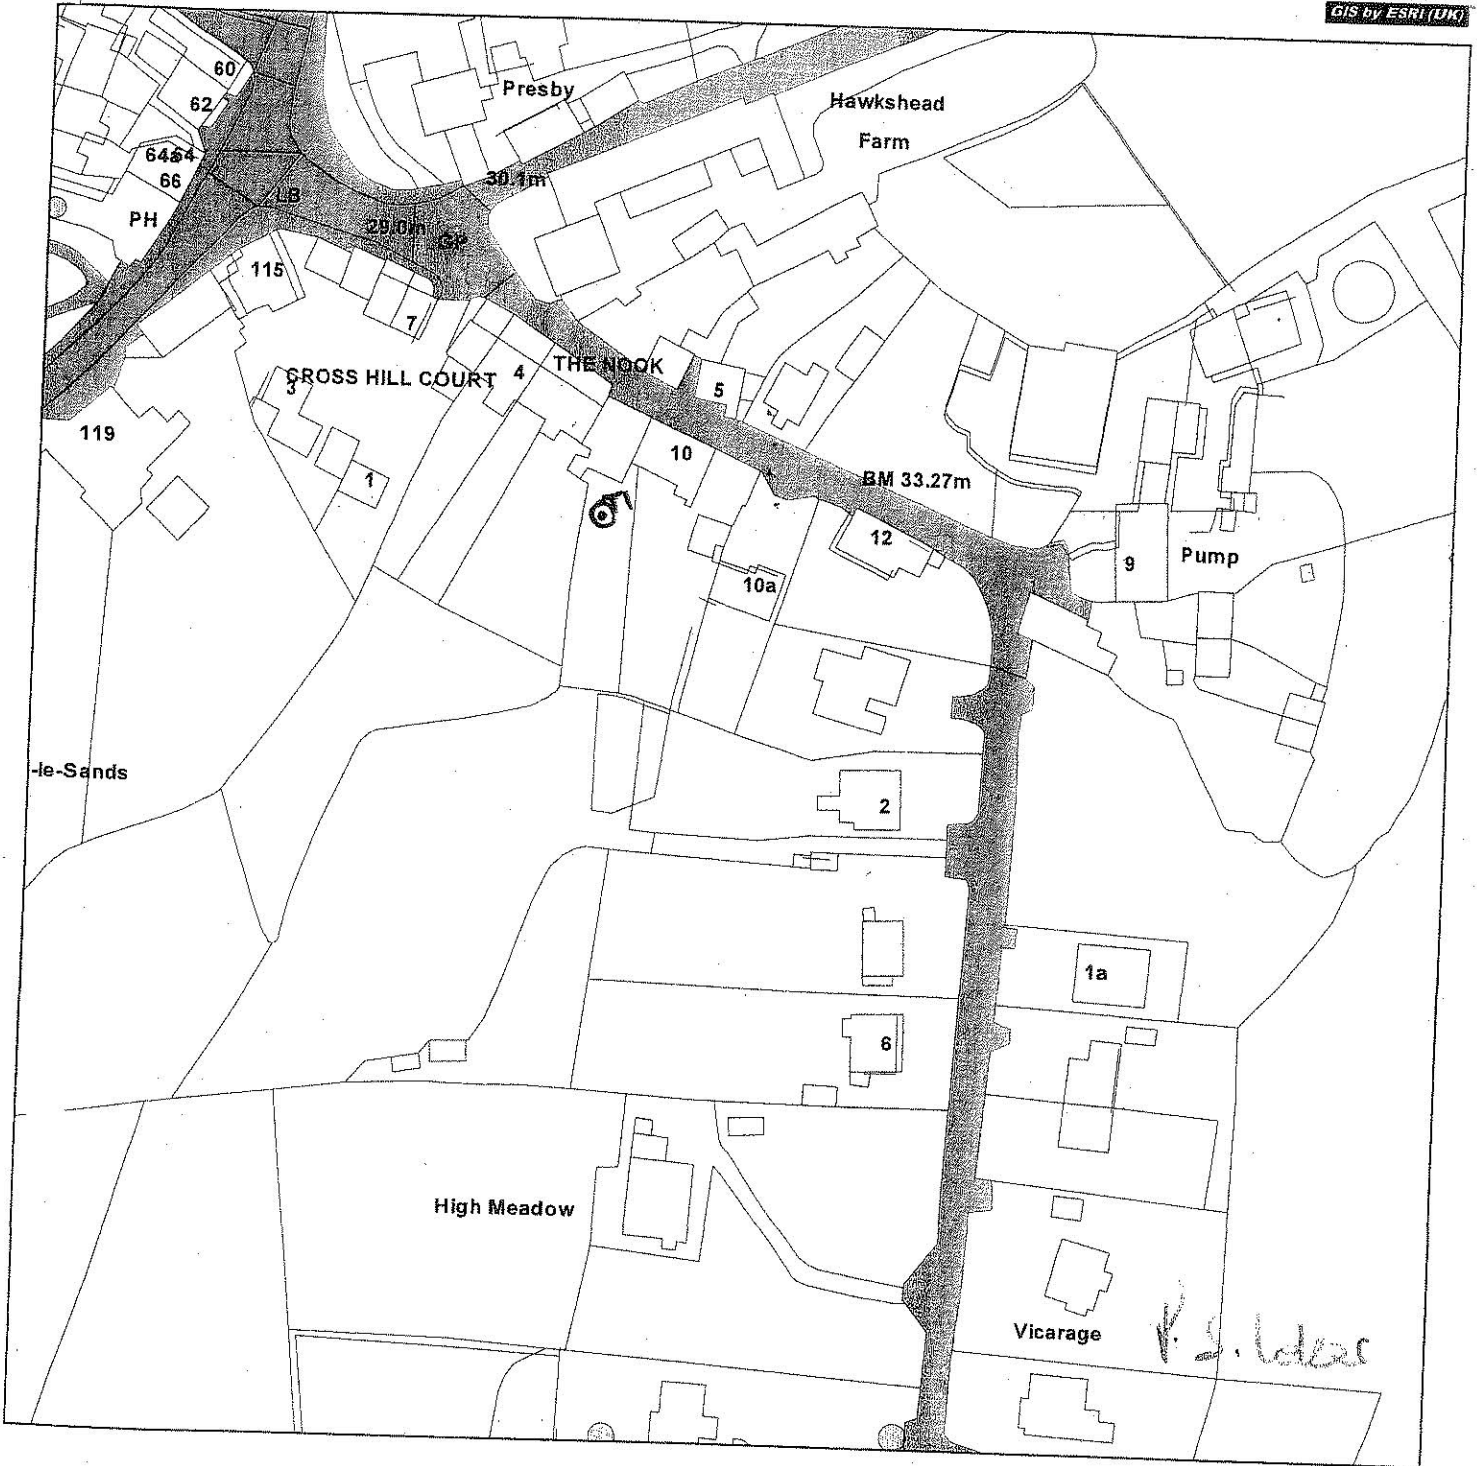 GIS by ESRI (UK)
60
62
Presby
Hawkshead
Farm
64a 64
66
30.1m
LB
PH
29.0m
GP
115
7
THE NOOK
CROSS HILL COURT
4
3
5
119
10
1
BM 33.27m
12
9
Pump
10a
-le-Sands
2
1a
6
High Meadow
Vicarage
P. S.